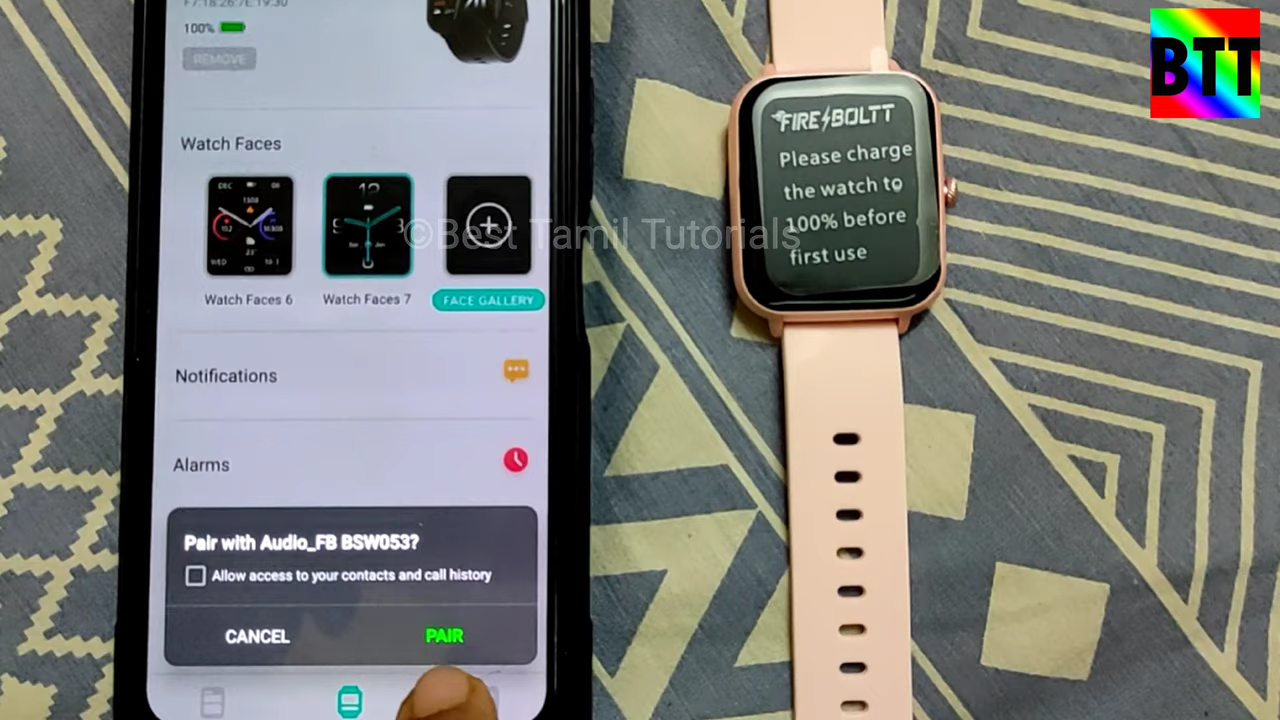 100%
REMOVE
Watch Faces
Watch Faces 6
Watch Faces 7
FACE GALLERY
Notifications
Alarms
Pair with Audio_FB BSW053?
Allow access to your contacts and call history
CANCEL
PAIR
FIRE BOLTT
Please charge
the watch to
100% before
first use
©Best Tamil Tutorials
BTT